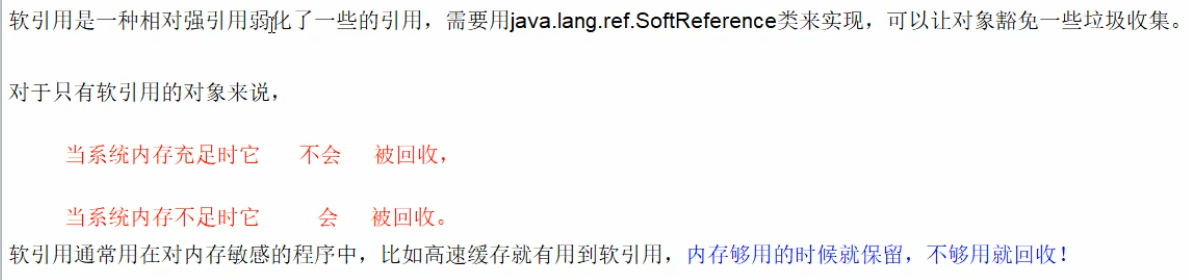 软引用是一种相对强引用弱化了一些的引用，需要用java.lang.ref.SoftReference类来实现，可以让对象豁免一些垃圾收集。
对于只有软引用的对象来说，
当系统内存充足时它 不会 被回收，
当系统内存不足时它 会 被回收。
软引用通常用在对内存敏感的程序中，比如高速缓存就有用到软引用，内存够用的时候就保留，不够用就回收！